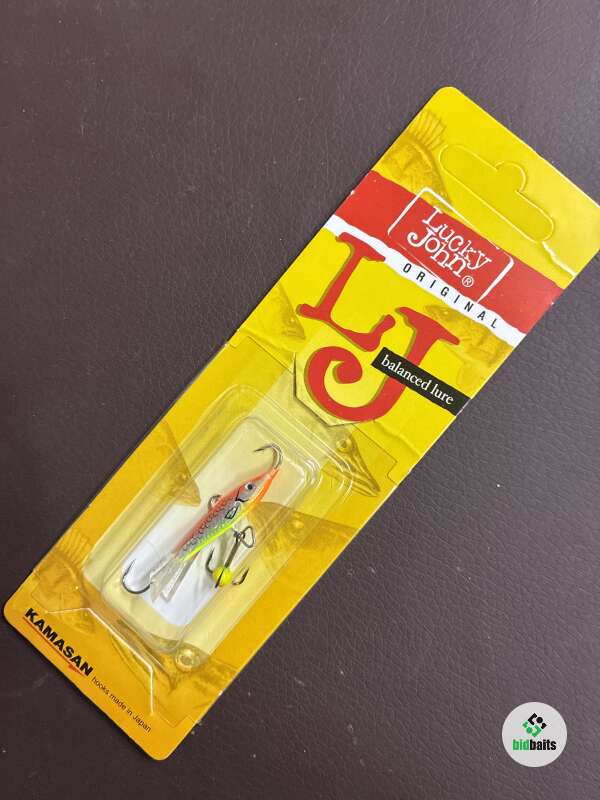 Lucky
John®
ORIGINAL
LJ
balanced lure
KAMASAN
hooks made in Japan
bidbaits